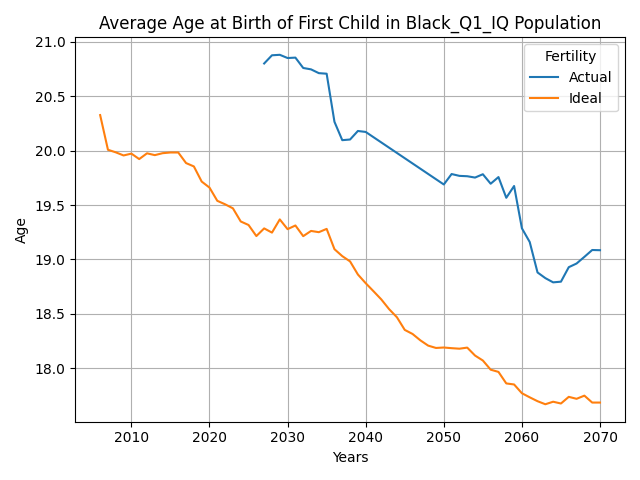 Average Age at Birth of First Child in Black_Q1_IQ Population
Fertility
Actual
Ideal
21.0
20.5
20.0
19.5
19.0
18.5
18.0
Age
2010 2020 2030 2040 2050 2060 2070
Years